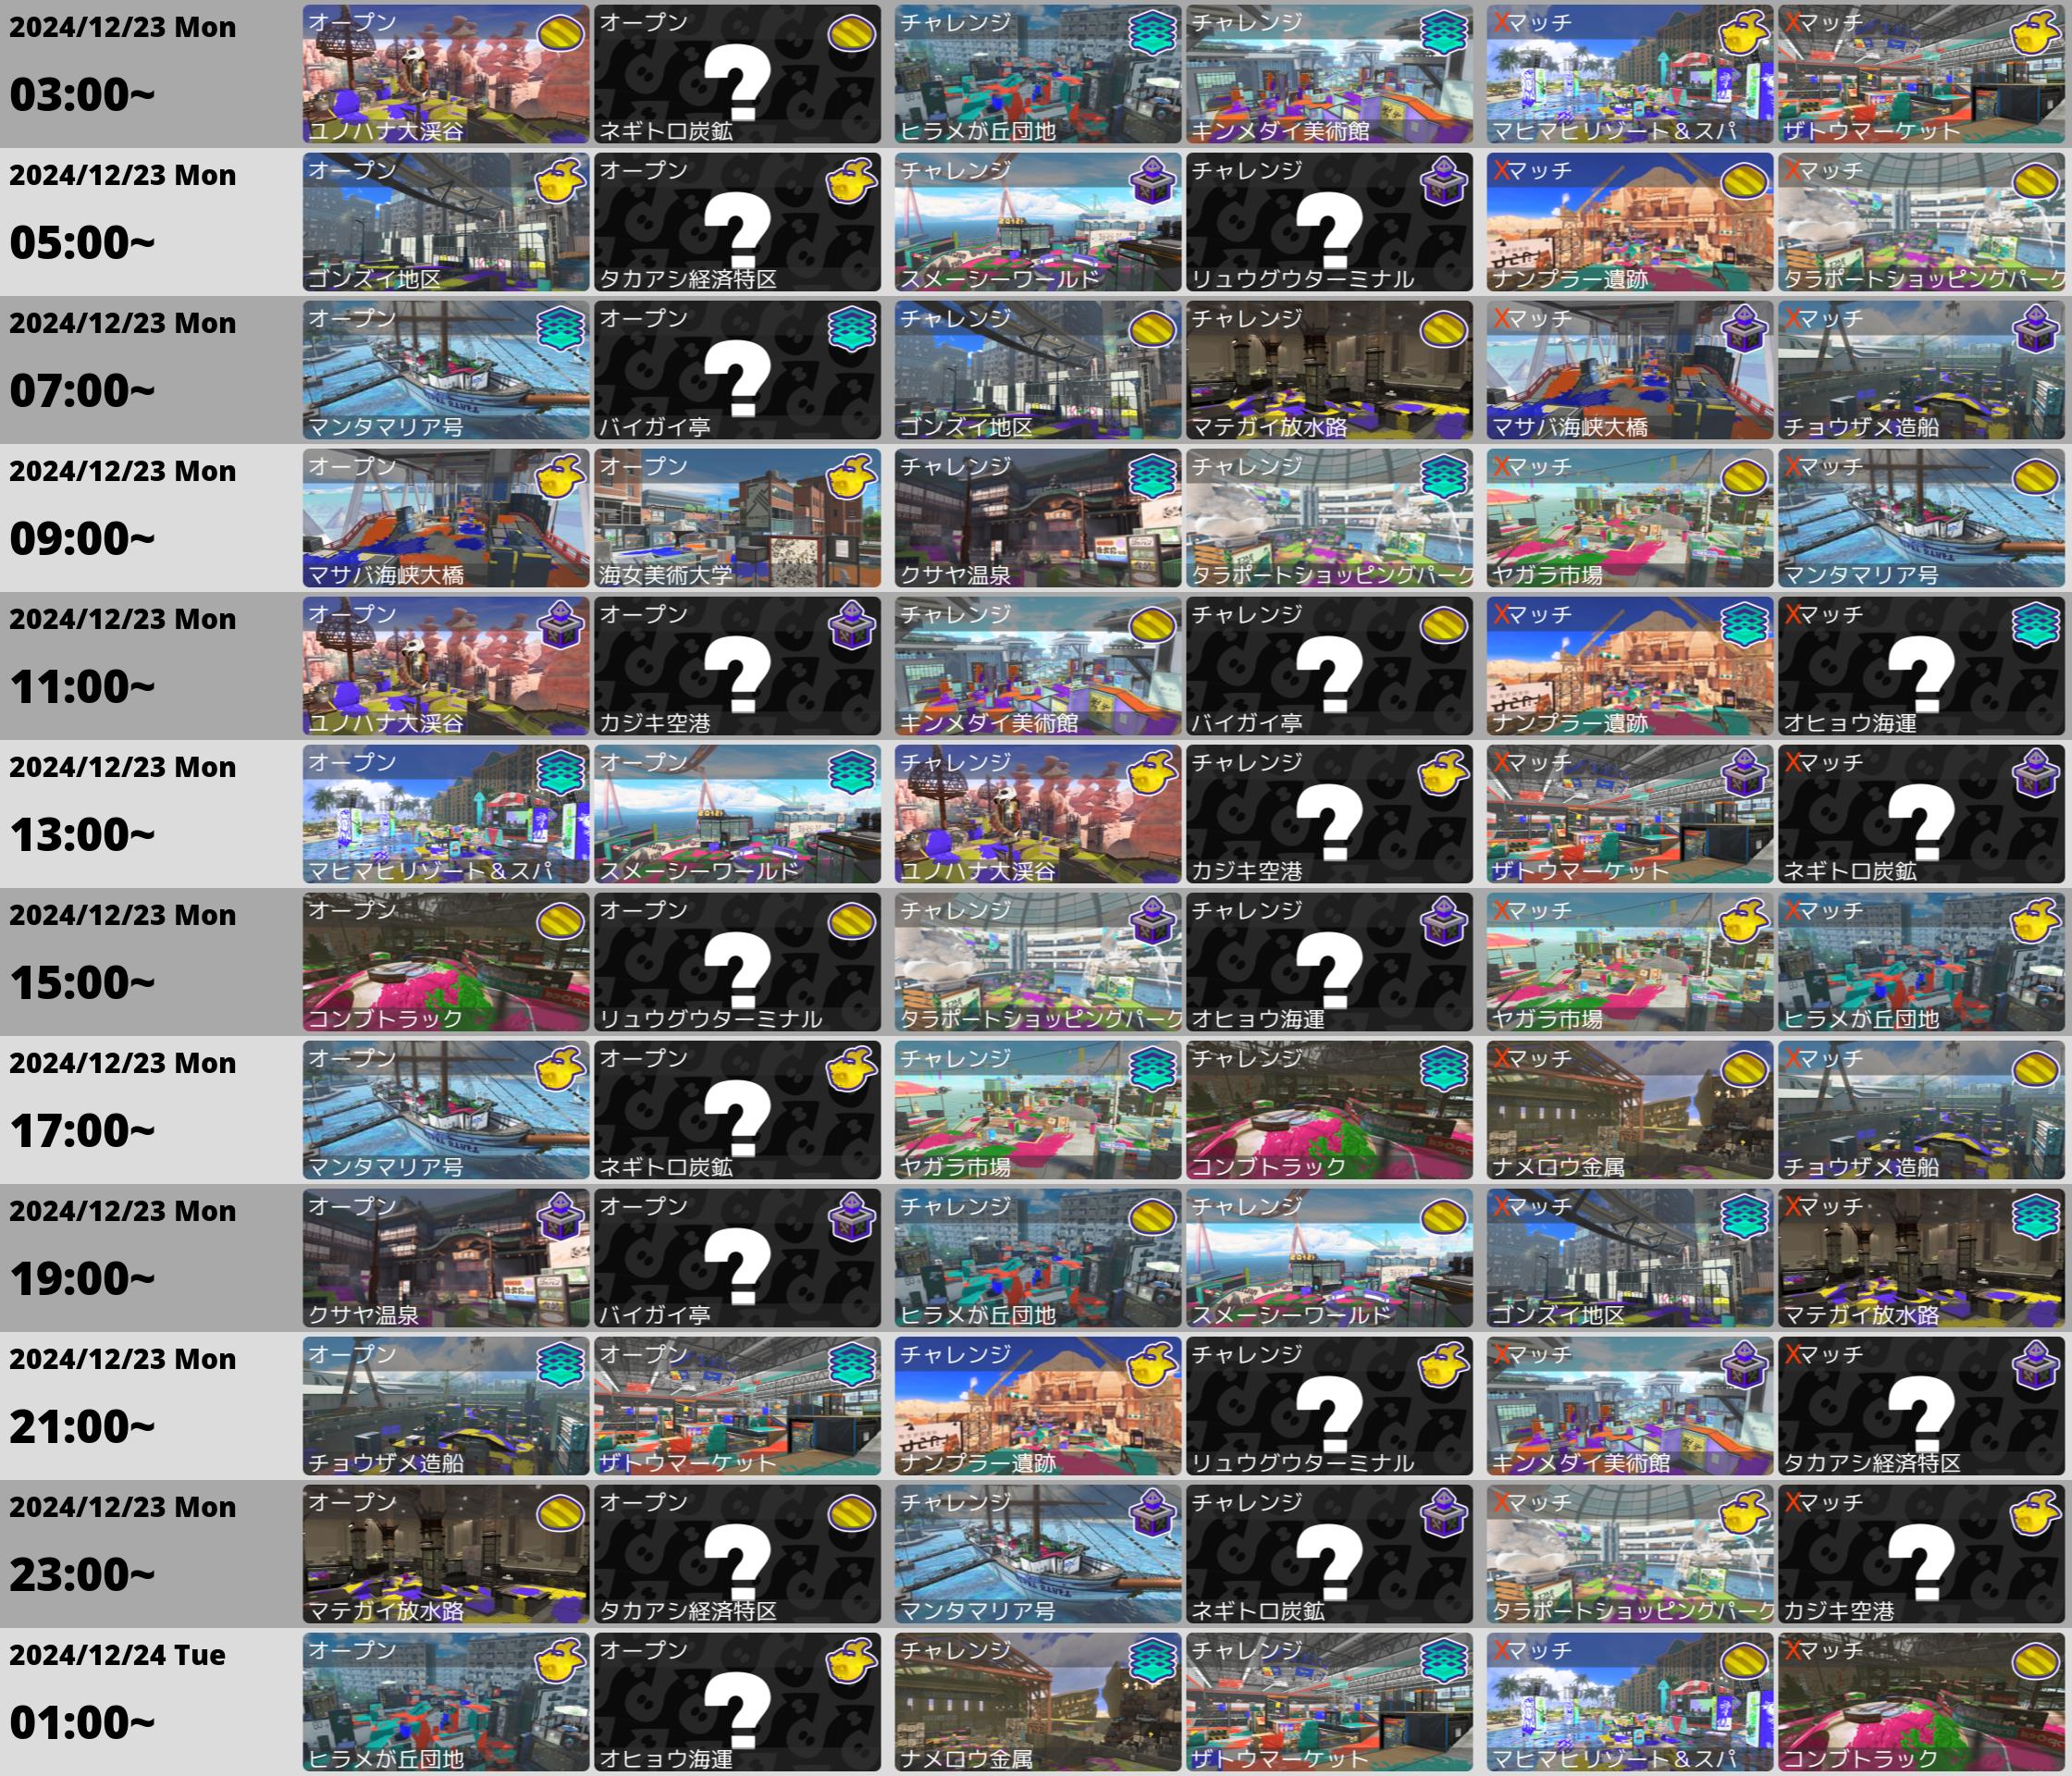 2024/12/23 Mon
03:00~
オープン
ユノハナ大渓谷
オープン
ネギトロ炭鉱
チャレンジ
ヒラメが丘団地
チャレンジ
キンメダイ美術館
Xマッチ
マヒマヒリゾート＆スパ
Xマッチ
ザトウマーケット
2024/12/23 Mon
05:00~
オープン
ゴンズイ地区
オープン
タカアシ経済特区
チャレンジ
スメーシーワールド
チャレンジ
リュウグウターミナル
Xマッチ
ナンプラー遺跡
Xマッチ
タラポートショッピングパーク
2024/12/23 Mon
07:00~
オープン
マンタマリア号
オープン
バイガイ亭
チャレンジ
ゴンズイ地区
チャレンジ
マテガイ放水路
Xマッチ
マサバ海峡大橋
Xマッチ
チョウザメ造船
2024/12/23 Mon
09:00~
オープン
マサバ海峡大橋
オープン
海女美術大学
チャレンジ
クサヤ温泉
チャレンジ
タラポートショッピングパーク
Xマッチ
ヤガラ市場
Xマッチ
マンタマリア号
2024/12/23 Mon
11:00~
オープン
ユノハナ大渓谷
オープン
カジキ空港
チャレンジ
キンメダイ美術館
チャレンジ
バイガイ亭
Xマッチ
ナンプラー遺跡
Xマッチ
オヒョウ海運
2024/12/23 Mon
13:00~
オープン
マヒマヒリゾート＆スパ
オープン
スメーシーワールド
チャレンジ
ユノハナ大渓谷
チャレンジ
カジキ空港
Xマッチ
ザトウマーケット
Xマッチ
ネギトロ炭鉱
2024/12/23 Mon
15:00~
オープン
コンブトラック
オープン
リュウグウターミナル
チャレンジ
タラポートショッピングパーク
チャレンジ
オヒョウ海運
Xマッチ
ヤガラ市場
Xマッチ
ヒラメが丘団地
2024/12/23 Mon
17:00~
オープン
マンタマリア号
オープン
ネギトロ炭鉱
チャレンジ
ヤガラ市場
チャレンジ
コンブトラック
Xマッチ
ナメロウ金属
Xマッチ
チョウザメ造船
2024/12/23 Mon
19:00~
オープン
クサヤ温泉
オープン
バイガイ亭
チャレンジ
ヒラメが丘団地
チャレンジ
スメーシーワールド
Xマッチ
ゴンズイ地区
Xマッチ
マテガイ放水路
2024/12/23 Mon
21:00~
オープン
チョウザメ造船
オープン
ザトウマーケット
チャレンジ
ナンプラー遺跡
チャレンジ
リュウグウターミナル
Xマッチ
キンメダイ美術館
Xマッチ
タカアシ経済特区
2024/12/23 Mon
23:00~
オープン
マテガイ放水路
オープン
タカアシ経済特区
チャレンジ
マンタマリア号
チャレンジ
ネギトロ炭鉱
Xマッチ
タラポートショッピングパーク
Xマッチ
カジキ空港
2024/12/24 Tue
01:00~
オープン
ヒラメが丘団地
オープン
オヒョウ海運
チャレンジ
ナメロウ金属
チャレンジ
ザトウマーケット
Xマッチ
マヒマヒリゾート＆スパ
Xマッチ
コンブトラック